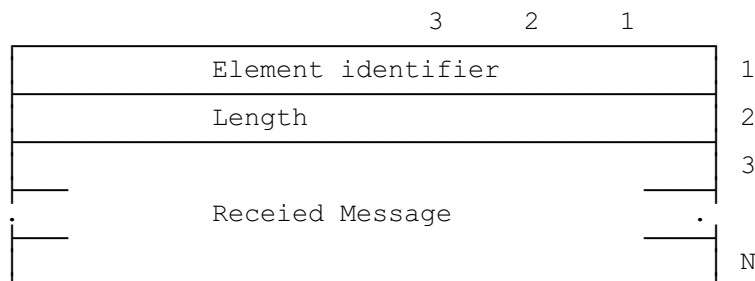 3 2 1
Element identifier 1
Length 2
3
. Receied Message .
N